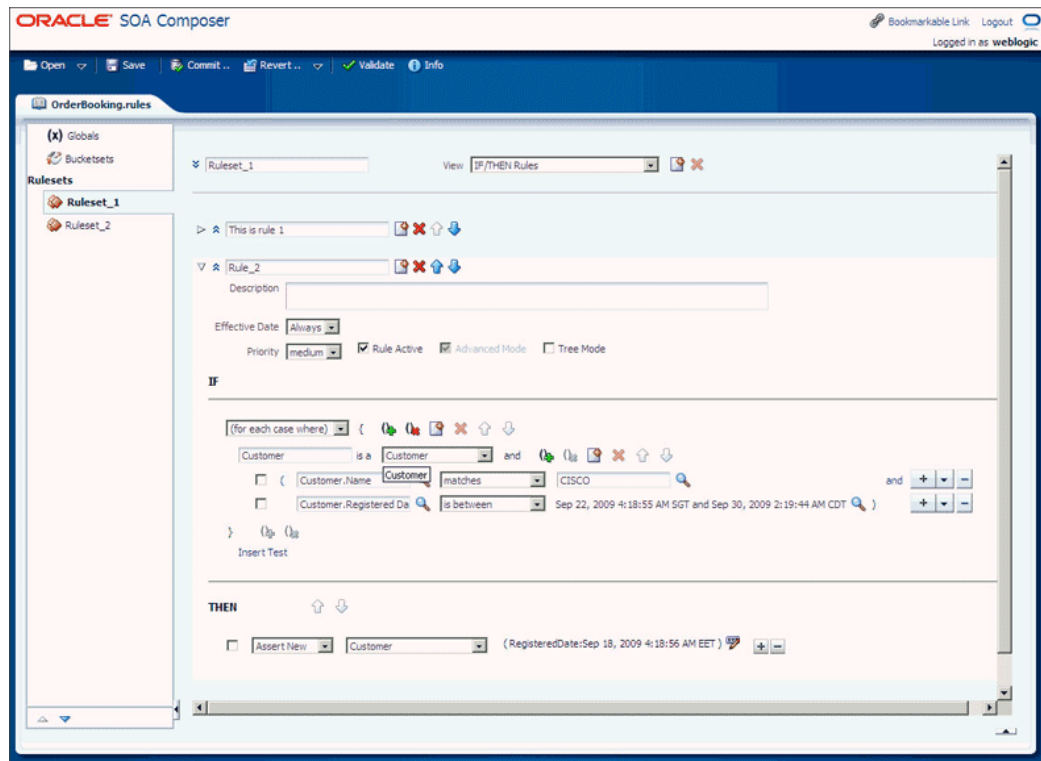 ORACLE SOA Composer
Bookmarkable Link Logout
Logged in as weblogic
Open Save Commit .. Revert .. Validate Info
OrderBooking.rules
(x) Globals
Bucketsets
Rulesets
Ruleset_1
Ruleset_2
Ruleset_1 View IF/THEN Rules
This is rule 1
Rule_2
Description
Effective Date Always
Priority medium Rule Active Advanced Mode Tree Mode
IF
(for each case where) {
Customer is a Customer and
Customer
( Customer.Name matches CISCO and
Customer.Registered Da is between Sep 22, 2009 4:18:55 AM SGT and Sep 30, 2009 2:19:44 AM CDT )
}
Insert Test
THEN
Assert New Customer (RegisteredDate:Sep 18, 2009 4:18:56 AM EET)